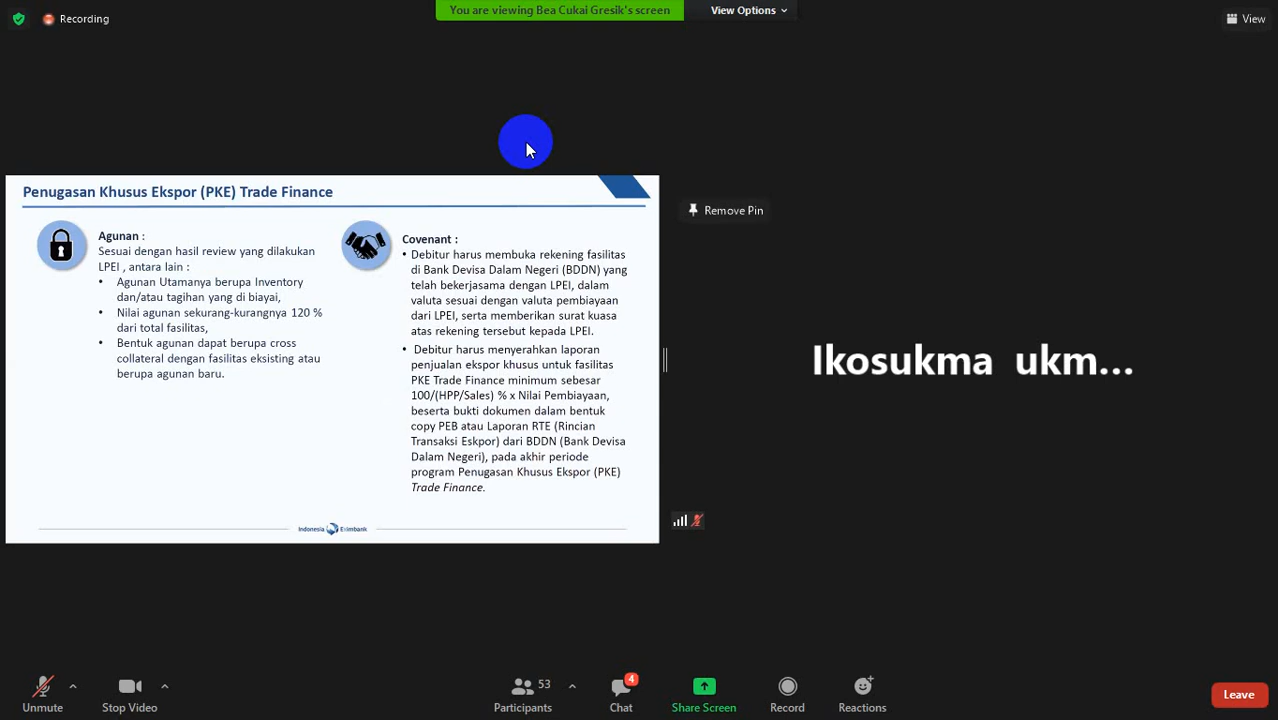 Recording
You are viewing Bea Cukai Gresik's screen
View Options
View
Penugasan Khusus Ekspor (PKE) Trade Finance
Agunan :
Sesuai dengan hasil review yang dilakukan
LPEI , antara lain :
• Agunan Utamanya berupa Inventory
dan/atau tagihan yang di biayai,
• Nilai agunan sekurang-kurangnya 120 %
dari total fasilitas,
• Bentuk agunan dapat berupa cross
collateral dengan fasilitas eksisting atau
berupa agunan baru.
Covenant :
• Debitur harus membuka rekening fasilitas
di Bank Devisa Dalam Negeri (BDDN) yang
telah bekerjasama dengan LPEI, dalam
valuta sesuai dengan valuta pembiayaan
dari LPEI, serta memberikan surat kuasa
atas rekening tersebut kepada LPEI.
• Debitur harus menyerahkan laporan
penjualan ekspor khusus untuk fasilitas
PKE Trade Finance minimum sebesar
100/(HPP/Sales) % x Nilai Pembiayaan,
beserta bukti dokumen dalam bentuk
copy PEB atau Laporan RTE (Rincian
Transaksi Eskpor) dari BDDN (Bank Devisa
Dalam Negeri), pada akhir periode
program Penugasan Khusus Ekspor (PKE)
Trade Finance.
Indonesia Eximbank
Remove Pin
Ikosukma ukm...
Unmute
Stop Video
53
Participants
4
Chat
Share Screen
Record
Reactions
Leave